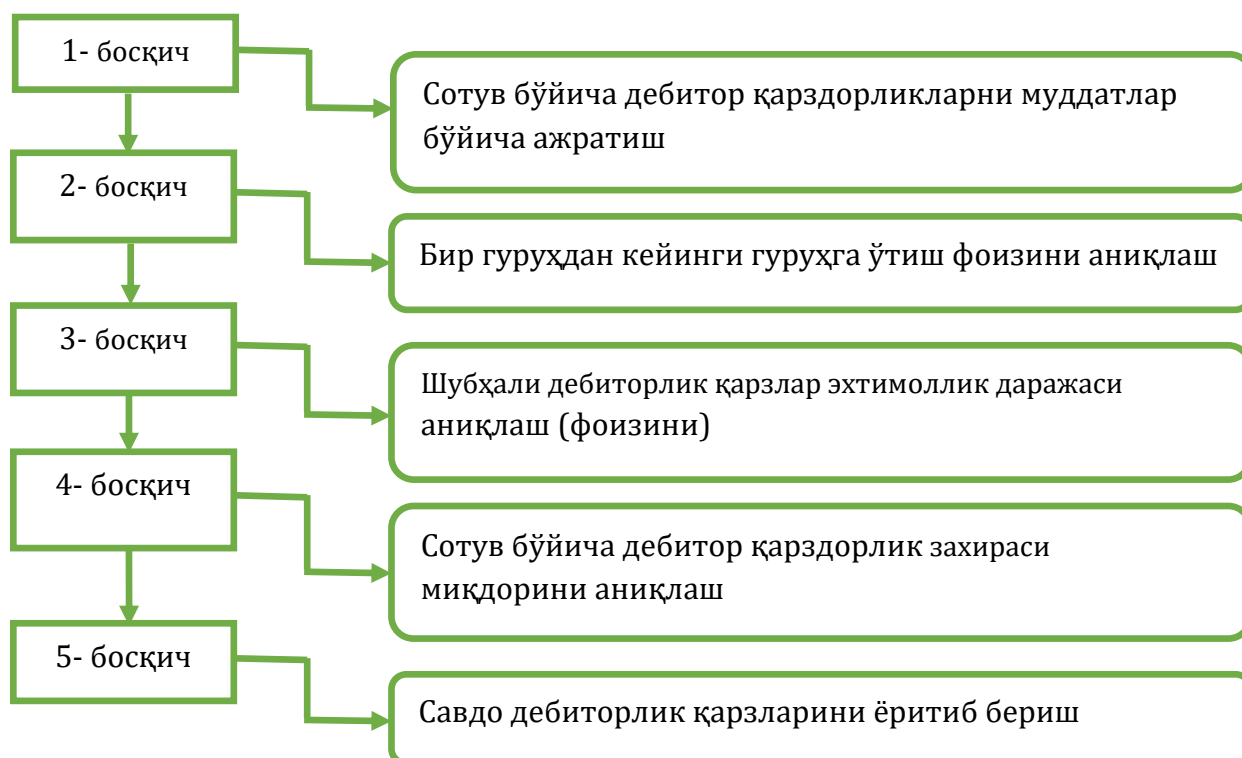 1- босқич
Сотув бўйича дебитор қарздорликларни муддатлар
бўйича ажратиш
2- босқич
Бир гуруҳдан кейинги гуруҳга ўтиш фоизини аниқлаш
3- босқич
Шубҳали дебиторлик қарзлар эҳтимоллик даражаси
аниқлаш (фоизини)
4- босқич
Сотув бўйича дебитор қарздорлик захираси
миқдорини аниқлаш
5- босқич
Савдо дебиторлик қарзларини ёритиб бериш